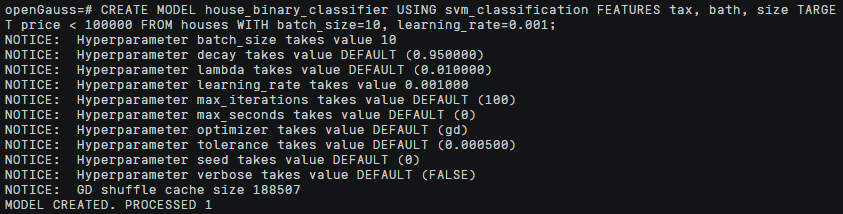 openGauss=# CREATE MODEL house_binary_classifier USING svm_classification FEATURES tax, bath, size TARGE
T price < 100000 FROM houses WITH batch_size=10, learning_rate=0.001;
NOTICE:  Hyperparameter batch_size takes value 10
NOTICE:  Hyperparameter decay takes value DEFAULT (0.950000)
NOTICE:  Hyperparameter lambda takes value DEFAULT (0.010000)
NOTICE:  Hyperparameter learning_rate takes value 0.001000
NOTICE:  Hyperparameter max_iterations takes value DEFAULT (100)
NOTICE:  Hyperparameter max_seconds takes value DEFAULT (0)
NOTICE:  Hyperparameter optimizer takes value DEFAULT (gd)
NOTICE:  Hyperparameter tolerance takes value DEFAULT (0.000500)
NOTICE:  Hyperparameter seed takes value DEFAULT (0)
NOTICE:  Hyperparameter verbose takes value DEFAULT (FALSE)
NOTICE:  GD shuffle cache size 188507
MODEL CREATED. PROCESSED 1